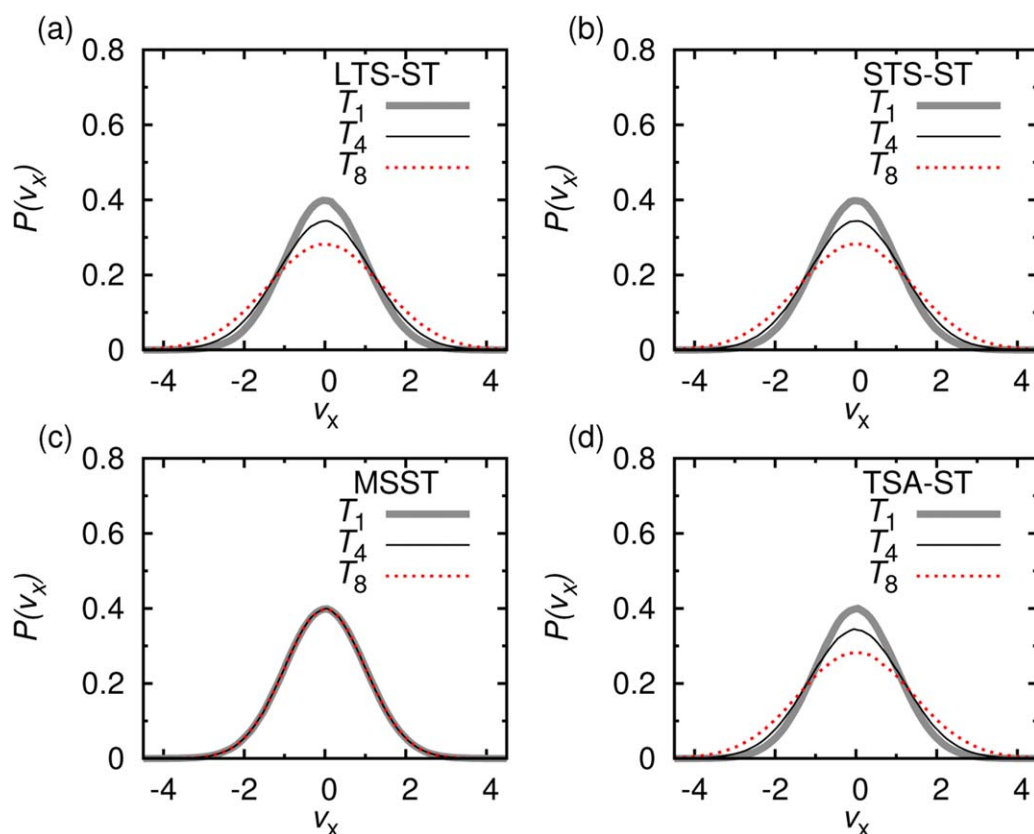 (a)
0.8
LTS-ST
T1
0.6
T4
T8
P(vx)
0.4
0.2
0
-4 -2 0 2 4
vx
(b)
0.8
STS-ST
T1
0.6
T4
T8
P(vx)
0.4
0.2
0
-4 -2 0 2 4
vx
(c)
0.8
MSST
T1
0.6
T4
T8
P(vx)
0.4
0.2
0
-4 -2 0 2 4
vx
(d)
0.8
TSA-ST
T1
0.6
T4
T8
P(vx)
0.4
0.2
0
-4 -2 0 2 4
vx